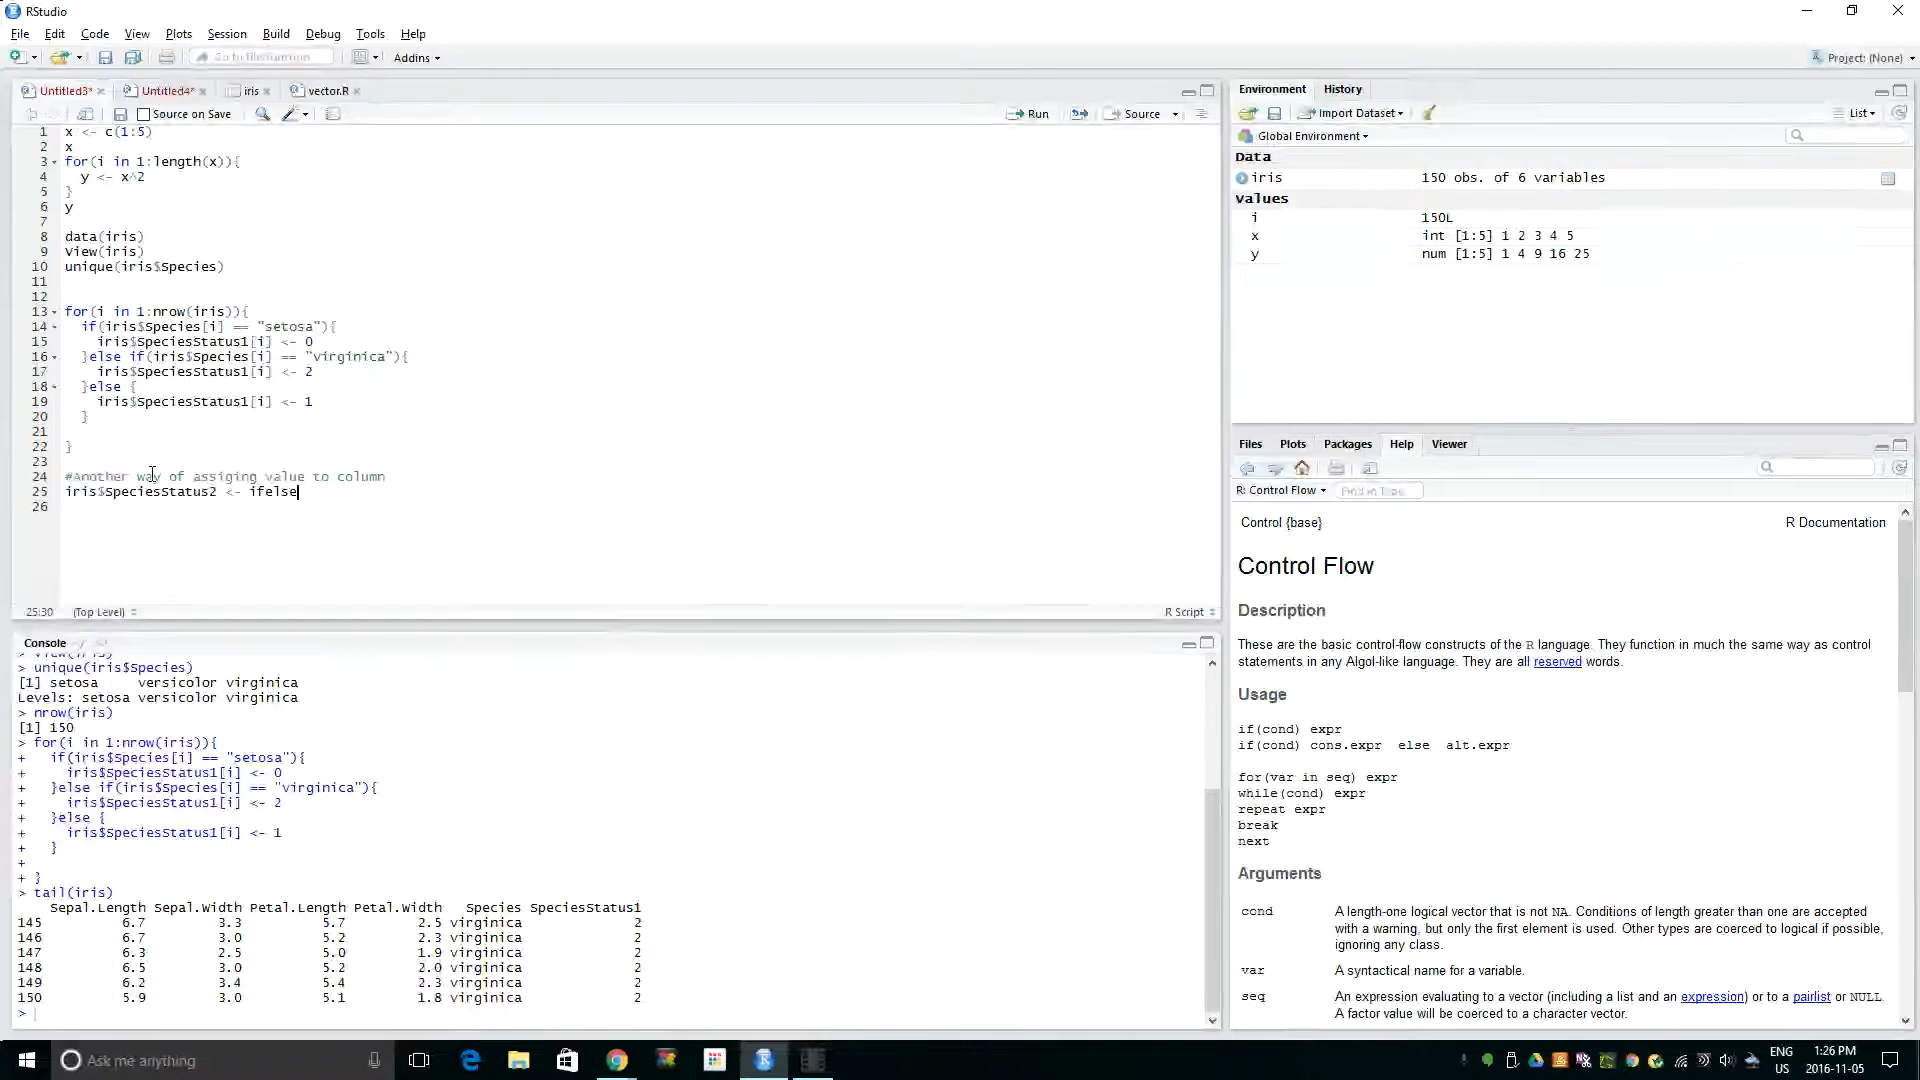 RStudio
File Edit Code View Plots Session Build Debug Tools Help
Go to file/function Addins Project: (None)
Untitled3* Untitled4* iris vector.R
Source on Save Run Source
1 x <- c(1:5)
2 x
3 for(i in 1:length(x)){
4 y <- x^2
5 }
6 y
7
8 data(iris)
9 View(iris)
10 unique(iris$Species)
11
12
13 for(i in 1:nrow(iris)){
14 if(iris$Species[i] == "setosa"){
15 iris$SpeciesStatus1[i] <- 0
16 }else if(iris$Species[i] == "virginica"){
17 iris$SpeciesStatus1[i] <- 2
18 }else {
19 iris$SpeciesStatus1[i] <- 1
20 }
21
22 }
23
24 #Another way of assiging value to column
25 iris$SpeciesStatus2 <- ifelse
26
25:30 (Top Level) R Script
Console ~/
> View(iris)
> unique(iris$Species)
[1] setosa versicolor virginica
Levels: setosa versicolor virginica
> nrow(iris)
[1] 150
> for(i in 1:nrow(iris)){
+ if(iris$Species[i] == "setosa"){
+ iris$SpeciesStatus1[i] <- 0
+ }else if(iris$Species[i] == "virginica"){
+ iris$SpeciesStatus1[i] <- 2
+ }else {
+ iris$SpeciesStatus1[i] <- 1
+ }
+
+ }
> tail(iris)
Sepal.Length Sepal.Width Petal.Length Petal.Width Species SpeciesStatus1
145 6.7 3.3 5.7 2.5 virginica 2
146 6.7 3.0 5.2 2.3 virginica 2
147 6.3 2.5 5.0 1.9 virginica 2
148 6.5 3.0 5.2 2.0 virginica 2
149 6.2 3.4 5.4 2.3 virginica 2
150 5.9 3.0 5.1 1.8 virginica 2
>
Environment History
Import Dataset List
Global Environment
Data
iris 150 obs. of 6 variables
Values
i 150L
x int [1:5] 1 2 3 4 5
y num [1:5] 1 4 9 16 25
Files Plots Packages Help Viewer
R: Control Flow Find in Topic
Control {base} R Documentation
Control Flow
Description
These are the basic control-flow constructs of the R language. They function in much the same way as control
statements in any Algol-like language. They are all reserved words.
Usage
if(cond) expr
if(cond) cons.expr else alt.expr
for(var in seq) expr
while(cond) expr
repeat expr
break
next
Arguments
cond A length-one logical vector that is not NA. Conditions of length greater than one are accepted
with a warning, but only the first element is used. Other types are coerced to logical if possible,
ignoring any class.
var A syntactical name for a variable.
seq An expression evaluating to a vector (including a list and an expression) or to a pairlist or NULL.
A factor value will be coerced to a character vector.
Ask me anything
ENG
US
1:26 PM
2016-11-05